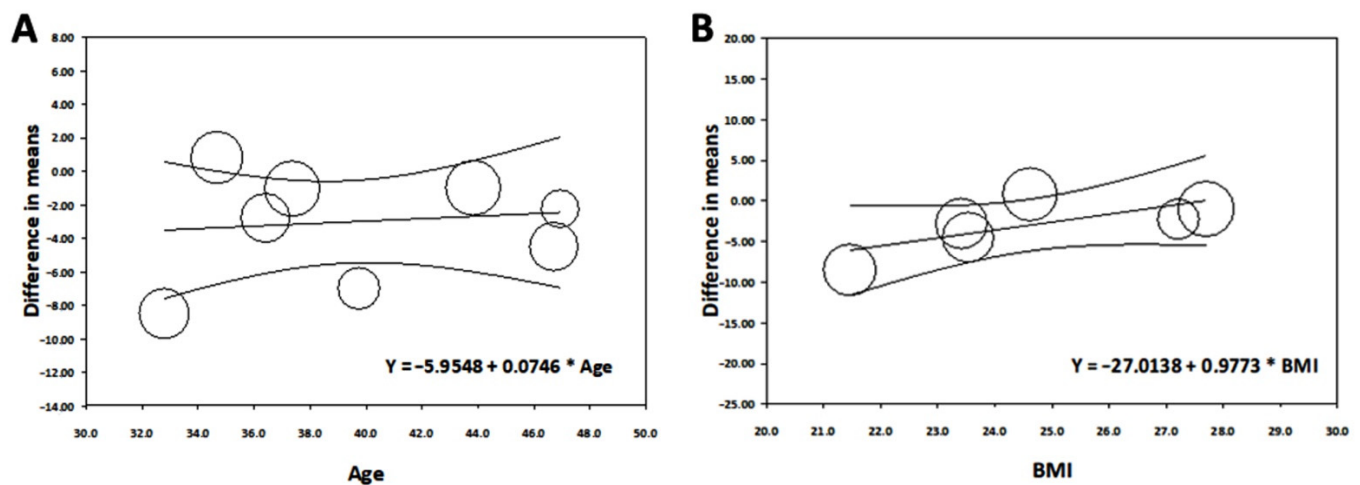 A
Difference in means
8.00
6.00
4.00
2.00
0.00
−2.00
−4.00
−6.00
−8.00
−10.00
−12.00
−14.00
Y = −5.9548 + 0.0746 * Age
30.0 32.0 34.0 36.0 38.0 40.0 42.0 44.0 46.0 48.0 50.0
Age
B
Difference in means
20.00
15.00
10.00
5.00
0.00
−5.00
−10.00
−15.00
−20.00
−25.00
Y = −27.0138 + 0.9773 * BMI
20.0 21.0 22.0 23.0 24.0 25.0 26.0 27.0 28.0 29.0 30.0
BMI